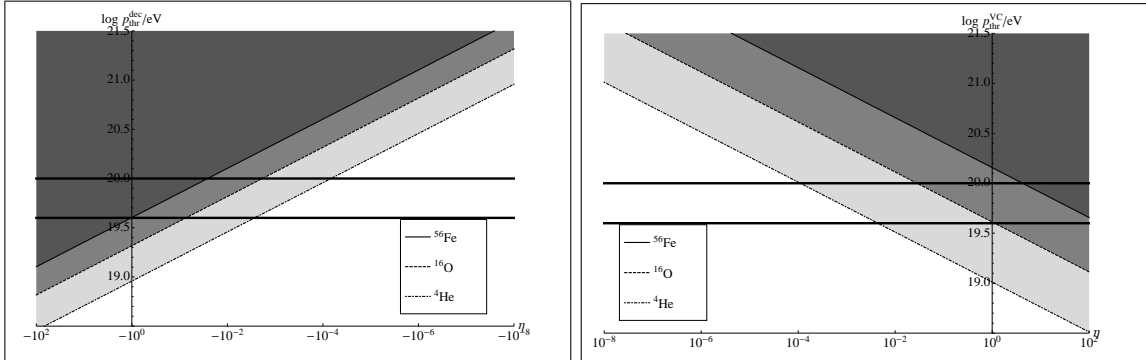 log p_thr^dec/eV
21.5
21.0
20.5
20.0
19.5
19.0
⁵⁶Fe
¹⁶O
⁴He
-10² -10⁰ -10⁻² -10⁻⁴ -10⁻⁶ -10⁻⁸ η
log p_thr^VC/eV
21.5
21.0
20.5
20.0
19.5
19.0
⁵⁶Fe
¹⁶O
⁴He
10⁻⁸ 10⁻⁶ 10⁻⁴ 10⁻² 10⁰ 10² η